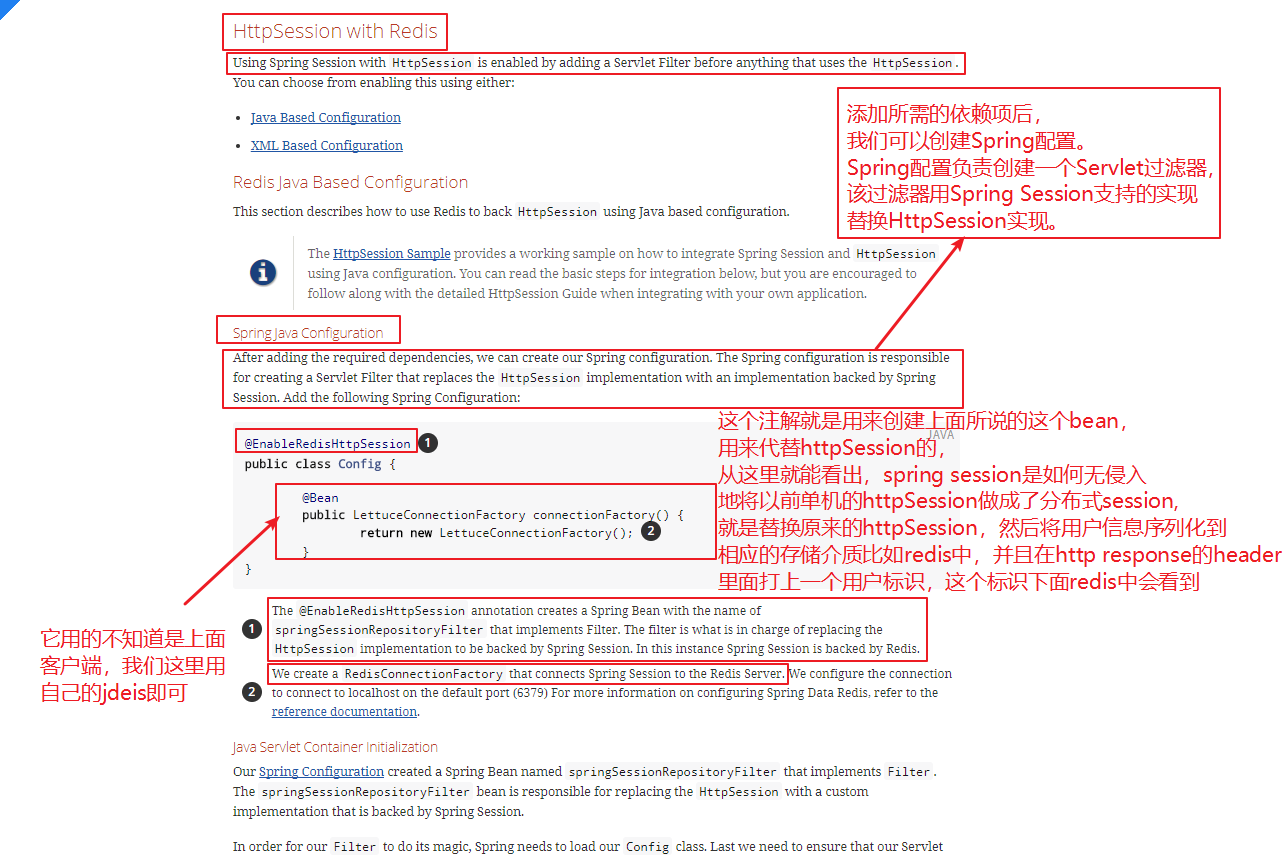 HttpSession with Redis
Using Spring Session with HttpSession is enabled by adding a Servlet Filter before anything that uses the HttpSession.
You can choose from enabling this using either:
Java Based Configuration
XML Based Configuration
添加所需的依赖项后，
我们可以创建Spring配置。
Spring配置负责创建一个Servlet过滤器，
该过滤器用Spring Session支持的实现
替换HttpSession实现。
Redis Java Based Configuration
This section describes how to use Redis to back HttpSession using Java based configuration.
The HttpSession Sample provides a working sample on how to integrate Spring Session and HttpSession
using Java configuration. You can read the basic steps for integration below, but you are encouraged to
follow along with the detailed HttpSession Guide when integrating with your own application.
Spring Java Configuration
After adding the required dependencies, we can create our Spring configuration. The Spring configuration is responsible
for creating a Servlet Filter that replaces the HttpSession implementation with an implementation backed by Spring
Session. Add the following Spring Configuration:
JAVA
@EnableRedisHttpSession 1
public class Config {
@Bean
public LettuceConnectionFactory connectionFactory() {
return new LettuceConnectionFactory(); 2
}
}
这个注解就是用来创建上面所说的这个bean，
用来代替httpSession的，
从这里就能看出，spring session是如何无侵入
地将以前单机的httpSession做成了分布式session,
就是替换原来的httpSession，然后将用户信息序列化到
相应的存储介质比如redis中，并且在http response的header
里面打上一个用户标识，这个标识下面redis中会看到
它用的不知道是上面
客户端，我们这里用
自己的jdeis即可
1 The @EnableRedisHttpSession annotation creates a Spring Bean with the name of
springSessionRepositoryFilter that implements Filter. The filter is what is in charge of replacing the
HttpSession implementation to be backed by Spring Session. In this instance Spring Session is backed by Redis.
2 We create a RedisConnectionFactory that connects Spring Session to the Redis Server. We configure the connection
to connect to localhost on the default port (6379) For more information on configuring Spring Data Redis, refer to the
reference documentation.
Java Servlet Container Initialization
Our Spring Configuration created a Spring Bean named springSessionRepositoryFilter that implements Filter.
The springSessionRepositoryFilter bean is responsible for replacing the HttpSession with a custom
implementation that is backed by Spring Session.
In order for our Filter to do its magic, Spring needs to load our Config class. Last we need to ensure that our Servlet